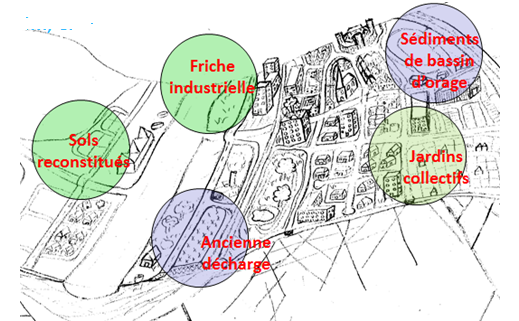 Sédiments
de bassin
d'orage
Friche
industrielle
Sols
reconstitués
Jardins
collectifs
Ancienne
décharge